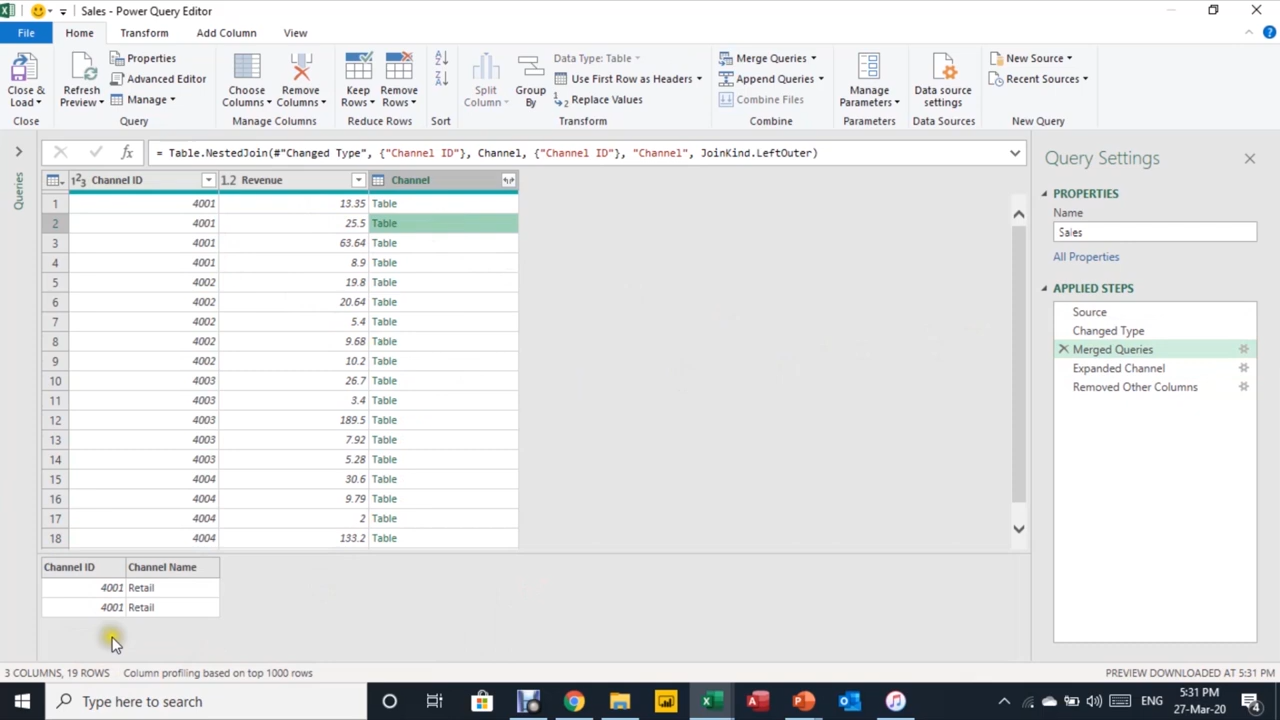 Sales - Power Query Editor
File Home Transform Add Column View
Close & Load
Close
Refresh Preview
Properties
Advanced Editor
Manage
Query
Choose Columns
Remove Columns
Manage Columns
Keep Rows
Remove Rows
Reduce Rows
Sort
Split Column
Group By
Data Type: Table
Use First Row as Headers
Replace Values
Transform
Merge Queries
Append Queries
Combine Files
Combine
Manage Parameters
Parameters
Data source settings
Data Sources
New Source
Recent Sources
New Query
Queries
= Table.NestedJoin(#"Changed Type", {"Channel ID"}, Channel, {"Channel ID"}, "Channel", JoinKind.LeftOuter)
123 Channel ID 1.2 Revenue Channel
1 4001 13.35 Table
2 4001 25.5 Table
3 4001 63.64 Table
4 4001 8.9 Table
5 4002 19.8 Table
6 4002 20.64 Table
7 4002 5.4 Table
8 4002 9.68 Table
9 4002 10.2 Table
10 4003 26.7 Table
11 4003 3.4 Table
12 4003 189.5 Table
13 4003 7.92 Table
14 4003 5.28 Table
15 4004 30.6 Table
16 4004 9.79 Table
17 4004 2 Table
18 4004 133.2 Table
Channel ID Channel Name
4001 Retail
4001 Retail
Query Settings
PROPERTIES
Name
Sales
All Properties
APPLIED STEPS
Source
Changed Type
Merged Queries
Expanded Channel
Removed Other Columns
3 COLUMNS, 19 ROWS Column profiling based on top 1000 rows PREVIEW DOWNLOADED AT 5:31 PM
Type here to search
ENG
5:31 PM
27-Mar-20
4